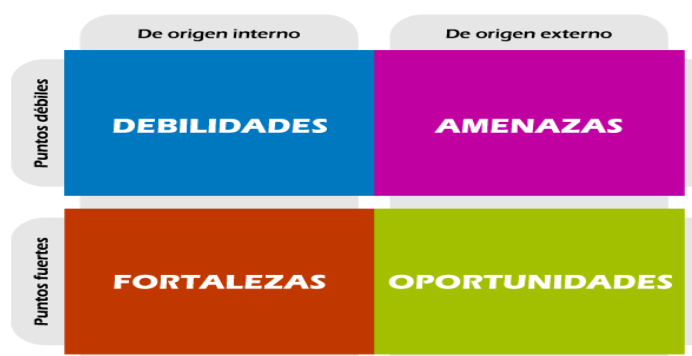 De origen interno
De origen externo
Puntos débiles
DEBILIDADES
AMENAZAS
Puntos fuertes
FORTALEZAS
OPORTUNIDADES